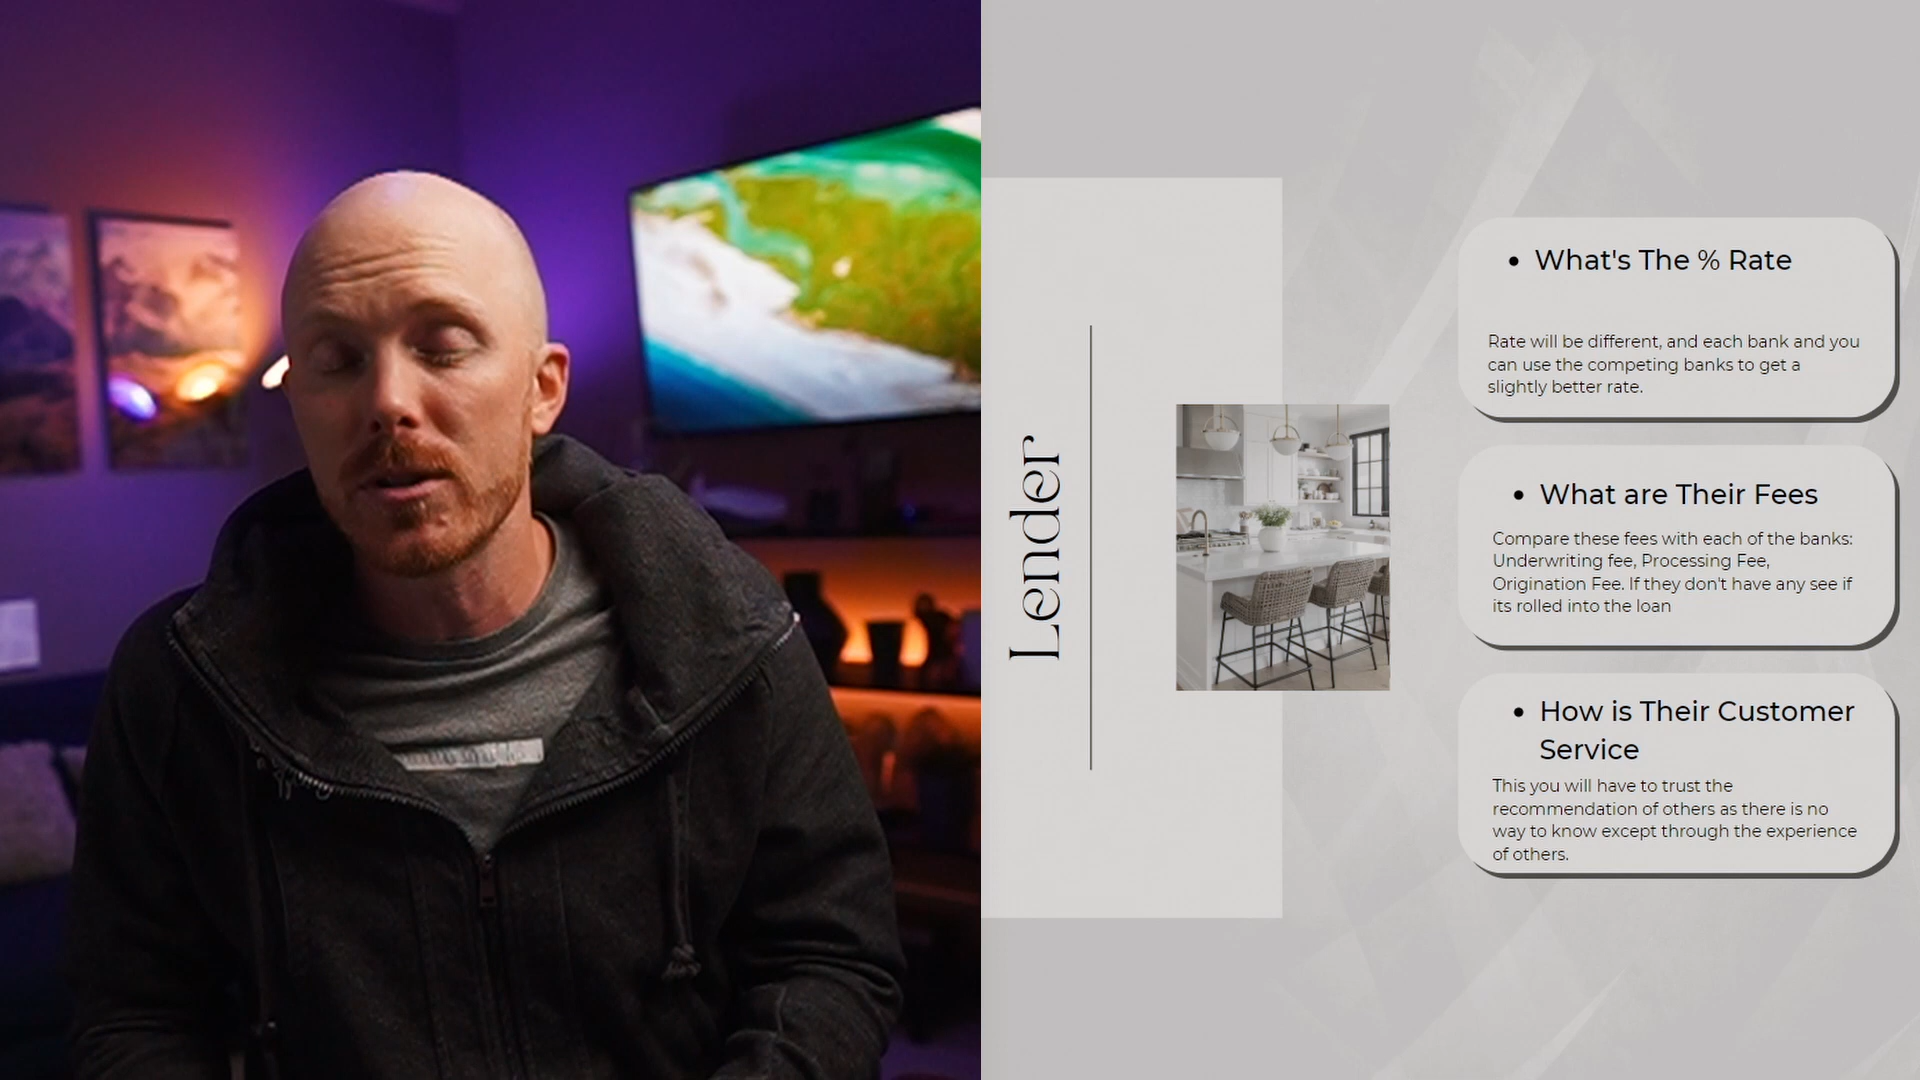 Lender
What's The % Rate
Rate will be different, and each bank and you
can use the competing banks to get a
slightly better rate.
What are Their Fees
Compare these fees with each of the banks:
Underwriting fee, Processing Fee,
Origination Fee. If they don't have any see if
its rolled into the loan
How is Their Customer
Service
This you will have to trust the
recommendation of others as there is no
way to know except through the experience
of others.